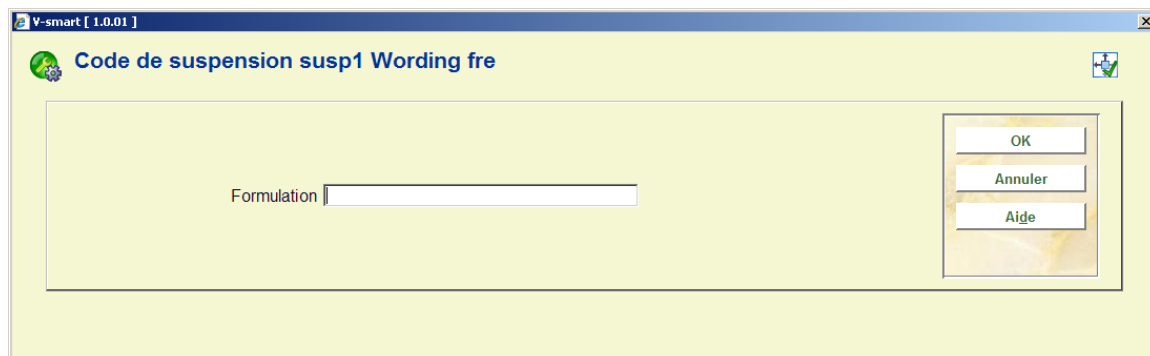 V-smart [ 1.0.01 ]
Code de suspension susp1 Wording fre
Formulation
OK
Annuler
Aide